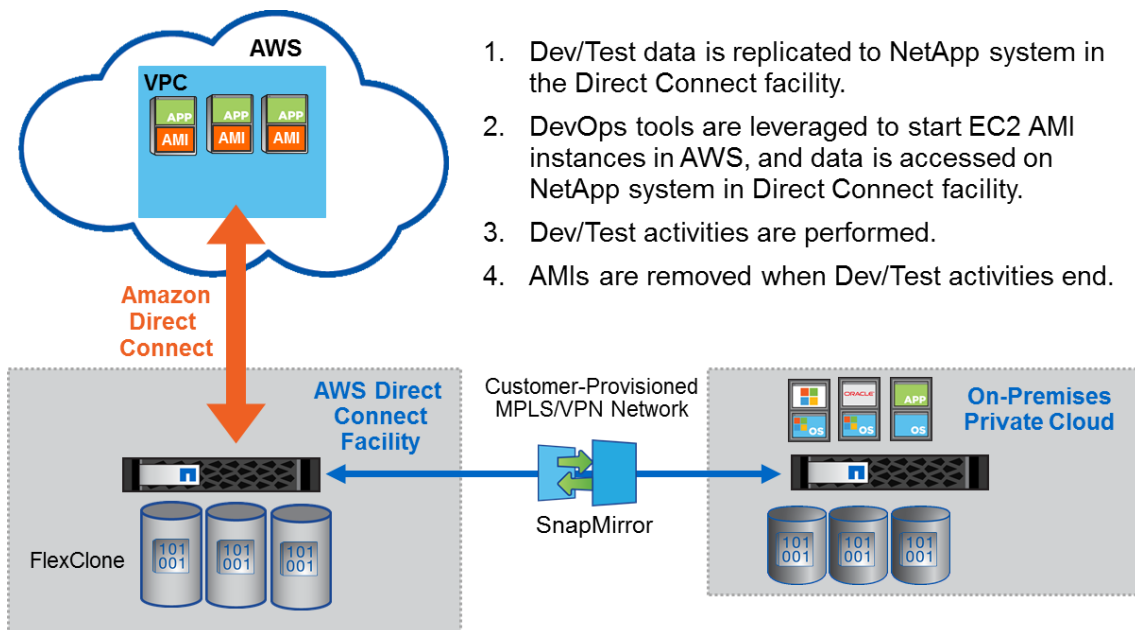 AWS
VPC
APP APP APP
AMI AMI AMI
1. Dev/Test data is replicated to NetApp system in
the Direct Connect facility.
2. DevOps tools are leveraged to start EC2 AMI
instances in AWS, and data is accessed on
NetApp system in Direct Connect facility.
3. Dev/Test activities are performed.
4. AMIs are removed when Dev/Test activities end.
Amazon
Direct
Connect
AWS Direct
Connect
Facility
FlexClone
101 101 101
001 001 001
Customer-Provisioned
MPLS/VPN Network
SnapMirror
ORACLE APP
OS OS OS
On-Premises
Private Cloud
101 101 101
001 001 001